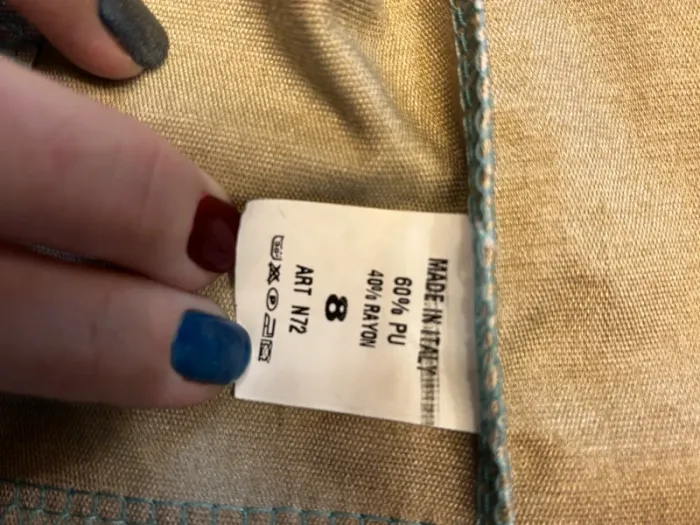 MADE IN ITALY
60% PU
40% RAYON
8
ART N72